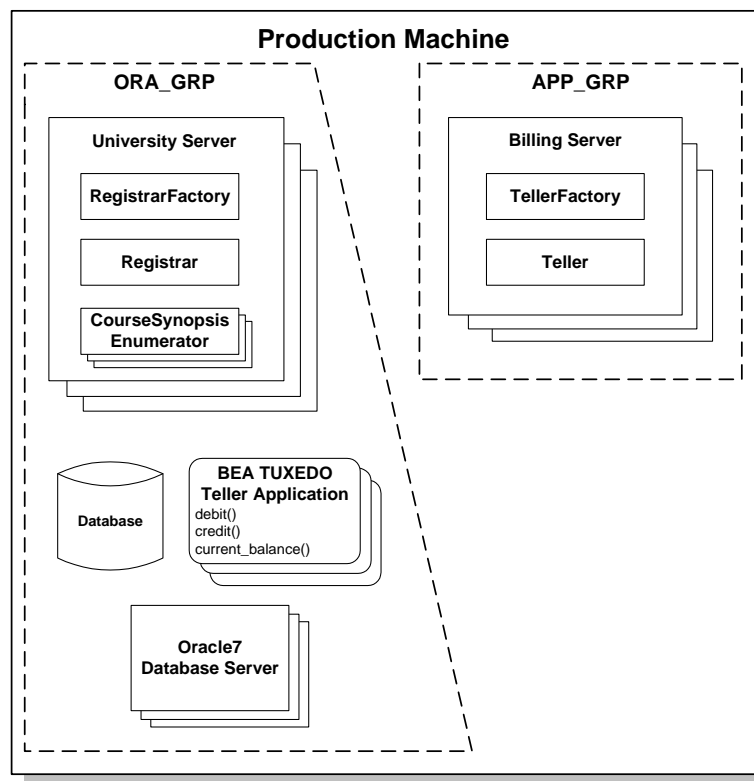 Production Machine
ORA_GRP
University Server
RegistrarFactory
Registrar
CourseSynopsis
Enumerator
Database
BEA TUXEDO
Teller Application
debit()
credit()
current_balance()
Oracle7
Database Server
APP_GRP
Billing Server
TellerFactory
Teller